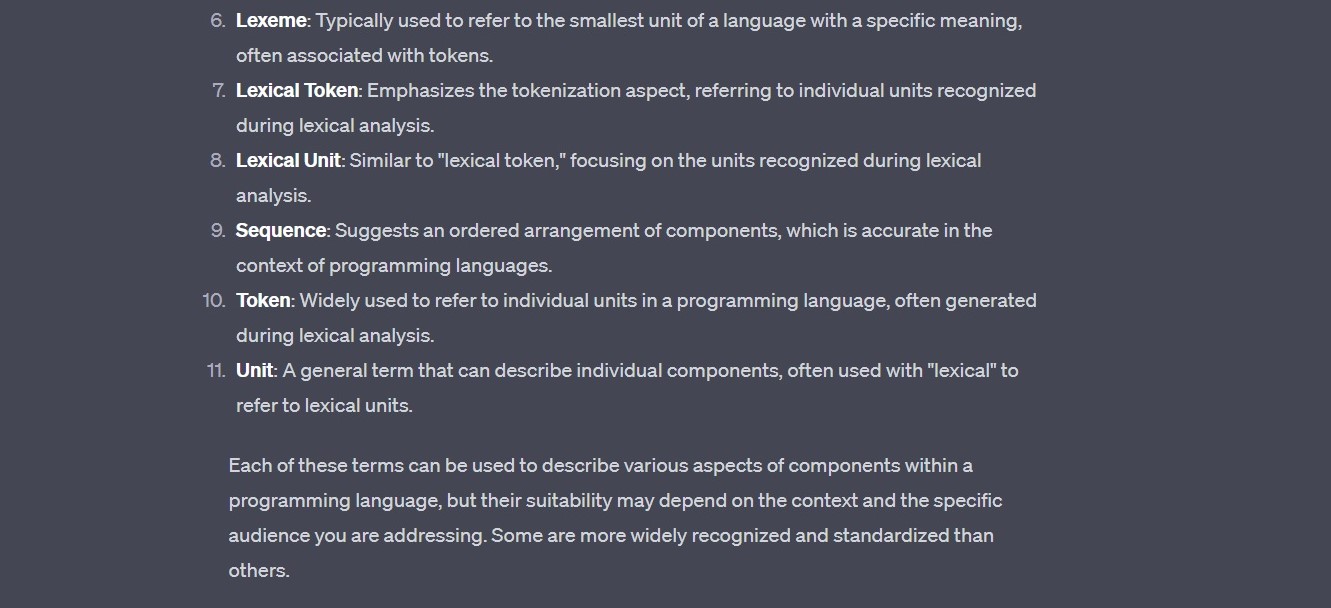 6. Lexeme: Typically used to refer to the smallest unit of a language with a specific meaning,
often associated with tokens.
7. Lexical Token: Emphasizes the tokenization aspect, referring to individual units recognized
during lexical analysis.
8. Lexical Unit: Similar to "lexical token," focusing on the units recognized during lexical
analysis.
9. Sequence: Suggests an ordered arrangement of components, which is accurate in the
context of programming languages.
10. Token: Widely used to refer to individual units in a programming language, often generated
during lexical analysis.
11. Unit: A general term that can describe individual components, often used with "lexical" to
refer to lexical units.
Each of these terms can be used to describe various aspects of components within a
programming language, but their suitability may depend on the context and the specific
audience you are addressing. Some are more widely recognized and standardized than
others.